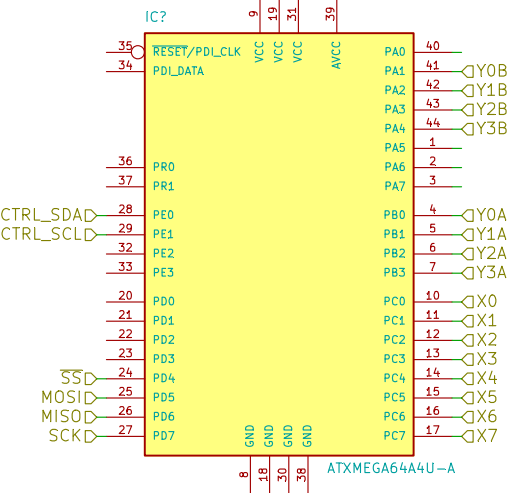 IC?
9 19 31 39
VCC VCC VCC AVCC
35 RESET/PDI_CLK PA0 40
34 PDI_DATA PA1 41 Y0B
PA2 42 Y1B
PA3 43 Y2B
PA4 44 Y3B
PA5 1
36 PR0 PA6 2
37 PR1 PA7 3
CTRL_SDA 28 PE0 PB0 4 Y0A
CTRL_SCL 29 PE1 PB1 5 Y1A
32 PE2 PB2 6 Y2A
33 PE3 PB3 7 Y3A
20 PD0 PC0 10 X0
21 PD1 PC1 11 X1
22 PD2 PC2 12 X2
23 PD3 PC3 13 X3
SS 24 PD4 PC4 14 X4
MOSI 25 PD5 PC5 15 X5
MISO 26 PD6 PC6 16 X6
SCK 27 PD7 PC7 17 X7
GND GND GND GND
8 18 30 38
ATXMEGA64A4U-A